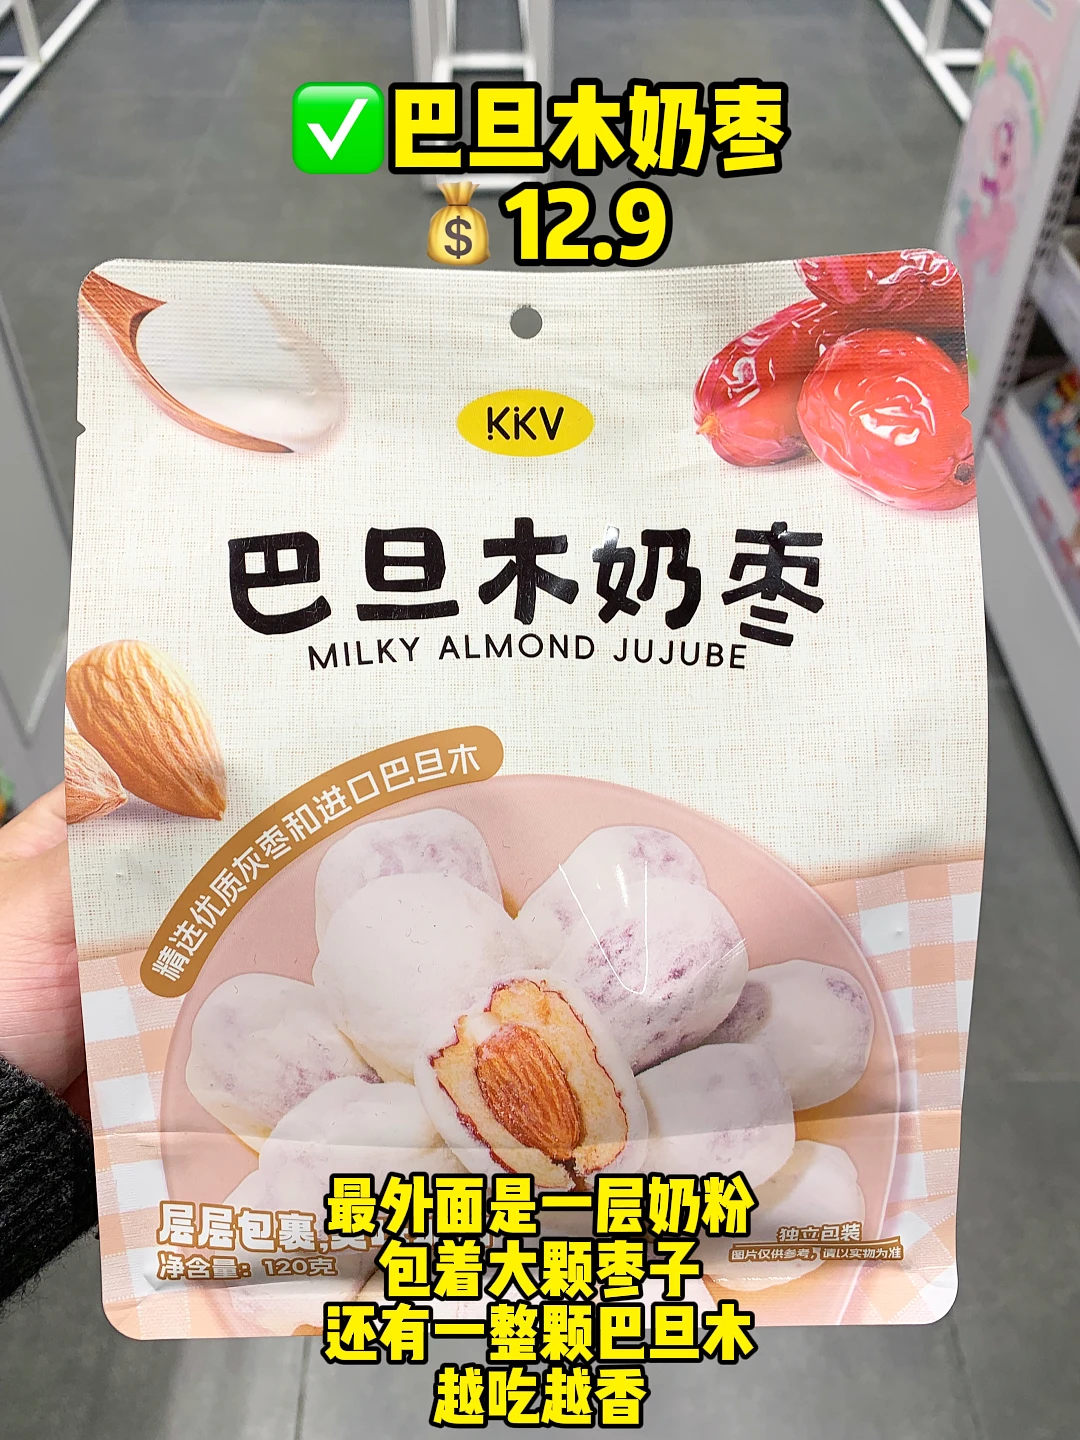 ✅巴旦木奶枣
💰12.9
KKV
巴旦木奶枣
MILKY ALMOND JUJUBE
精选优质灰枣和进口巴旦木
层层包裹,
净含量：120克
独立包装
图片仅供参考，请以实物为准
最外面是一层奶粉
包着大颗枣子
还有一整颗巴旦木
越吃越香